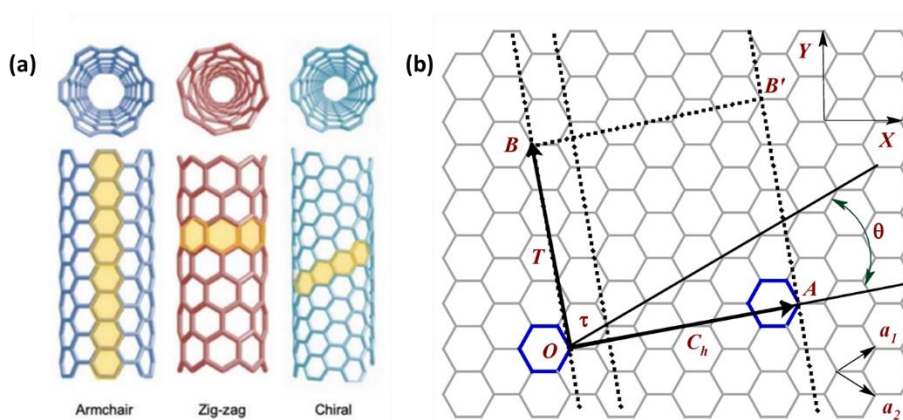 (a)
Armchair
Zig-zag
Chiral
(b)
Y
X
B'
B
T
θ
τ
A
O
C_h
a_1
a_2